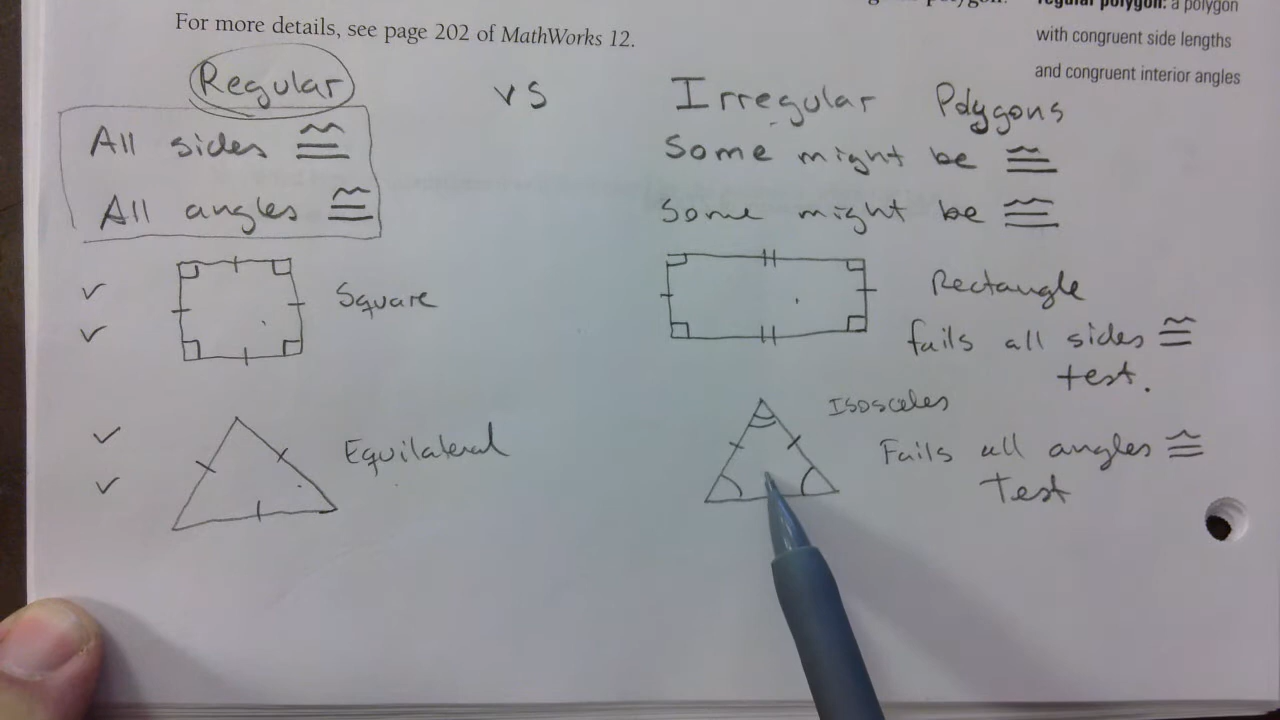 regular polygon: a polygon
with congruent side lengths
and congruent interior angles
For more details, see page 202 of MathWorks 12.
Regular vs Irregular Polygons
All sides ≅
All angles ≅
Some might be ≅
Some might be ≅
Square
Rectangle
fails all sides ≅
test.
Equilateral
Isosceles
Fails all angles ≅
Test